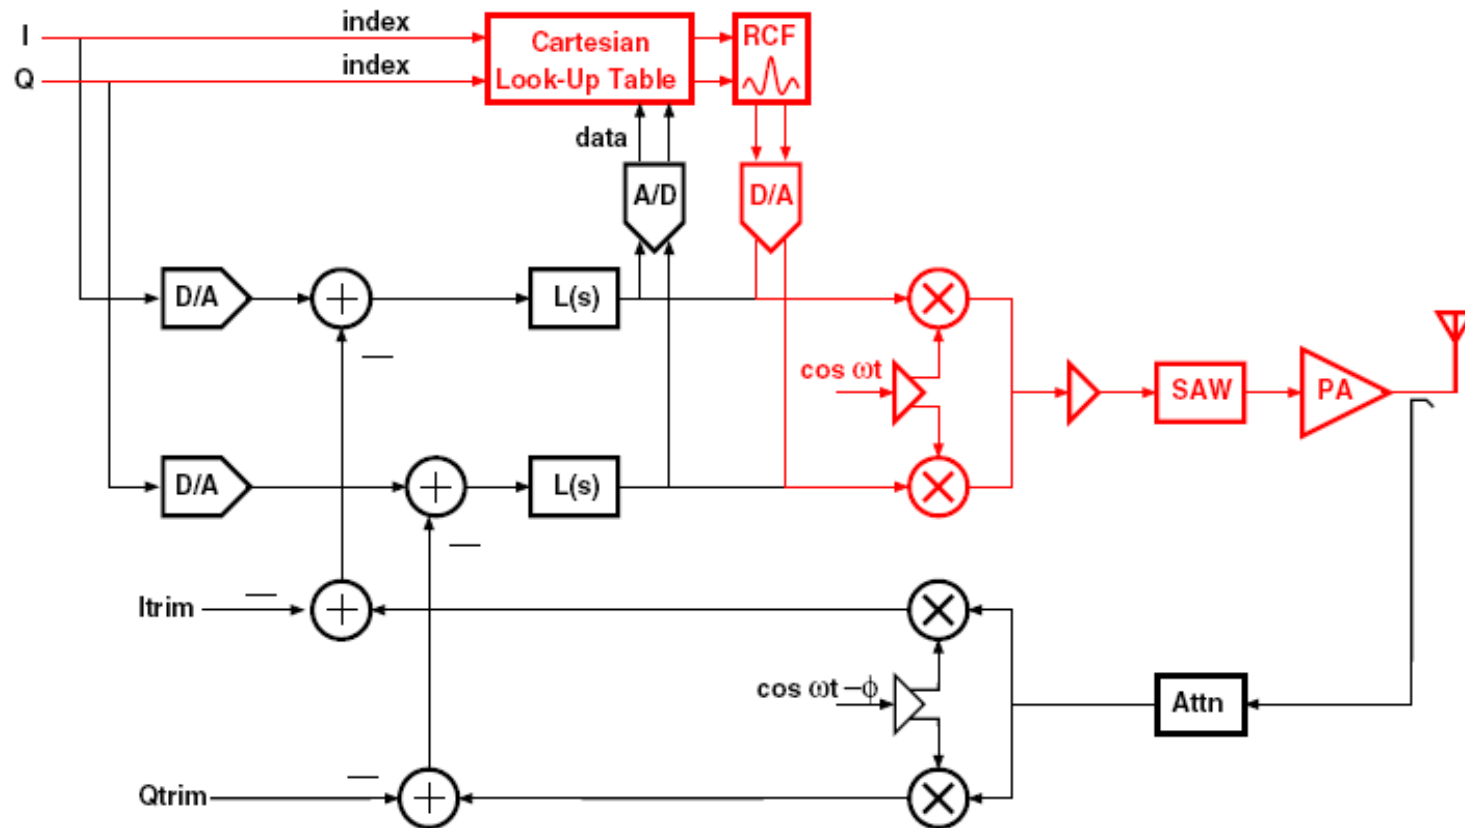 I
index
Q
index
Cartesian
Look-Up Table
RCF
data
A/D
D/A
D/A
+
L(s)
—
cos ωt
SAW
PA
D/A
+
L(s)
—
Itrim
—
+
cos ωt –ϕ
Attn
Qtrim
—
+